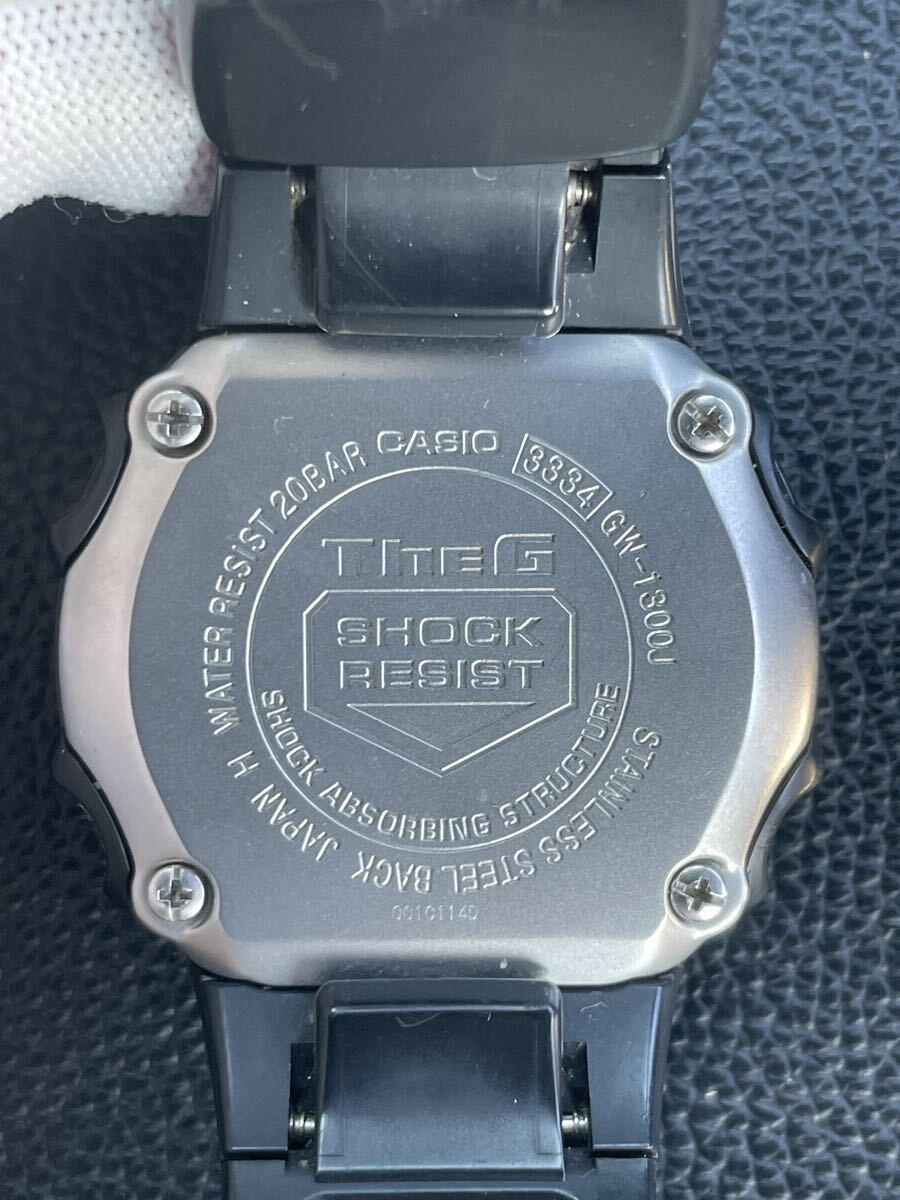 CASIO
3334 GW-1300J
STAINLESS STEEL BACK
JAPAN H
WATER RESIST 20BAR
THE G
SHOCK
RESIST
SHOCK ABSORBING STRUCTURE
001C114D